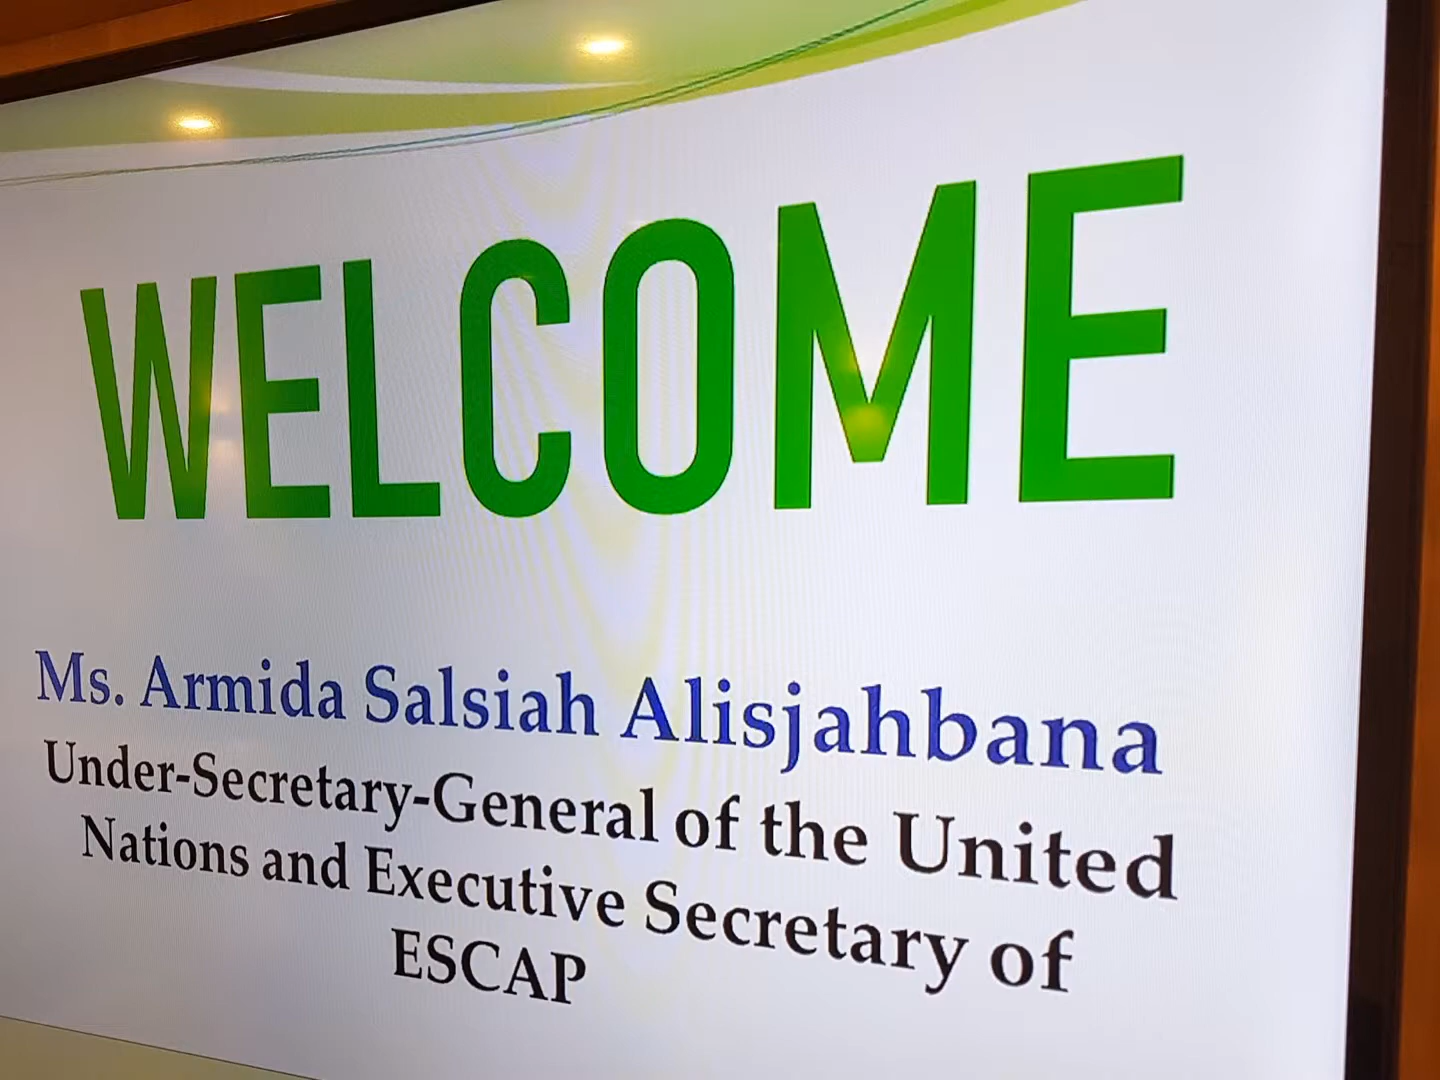 WELCOME
Ms. Armida Salsiah Alisjahbana
Under-Secretary-General of the United
Nations and Executive Secretary of
ESCAP